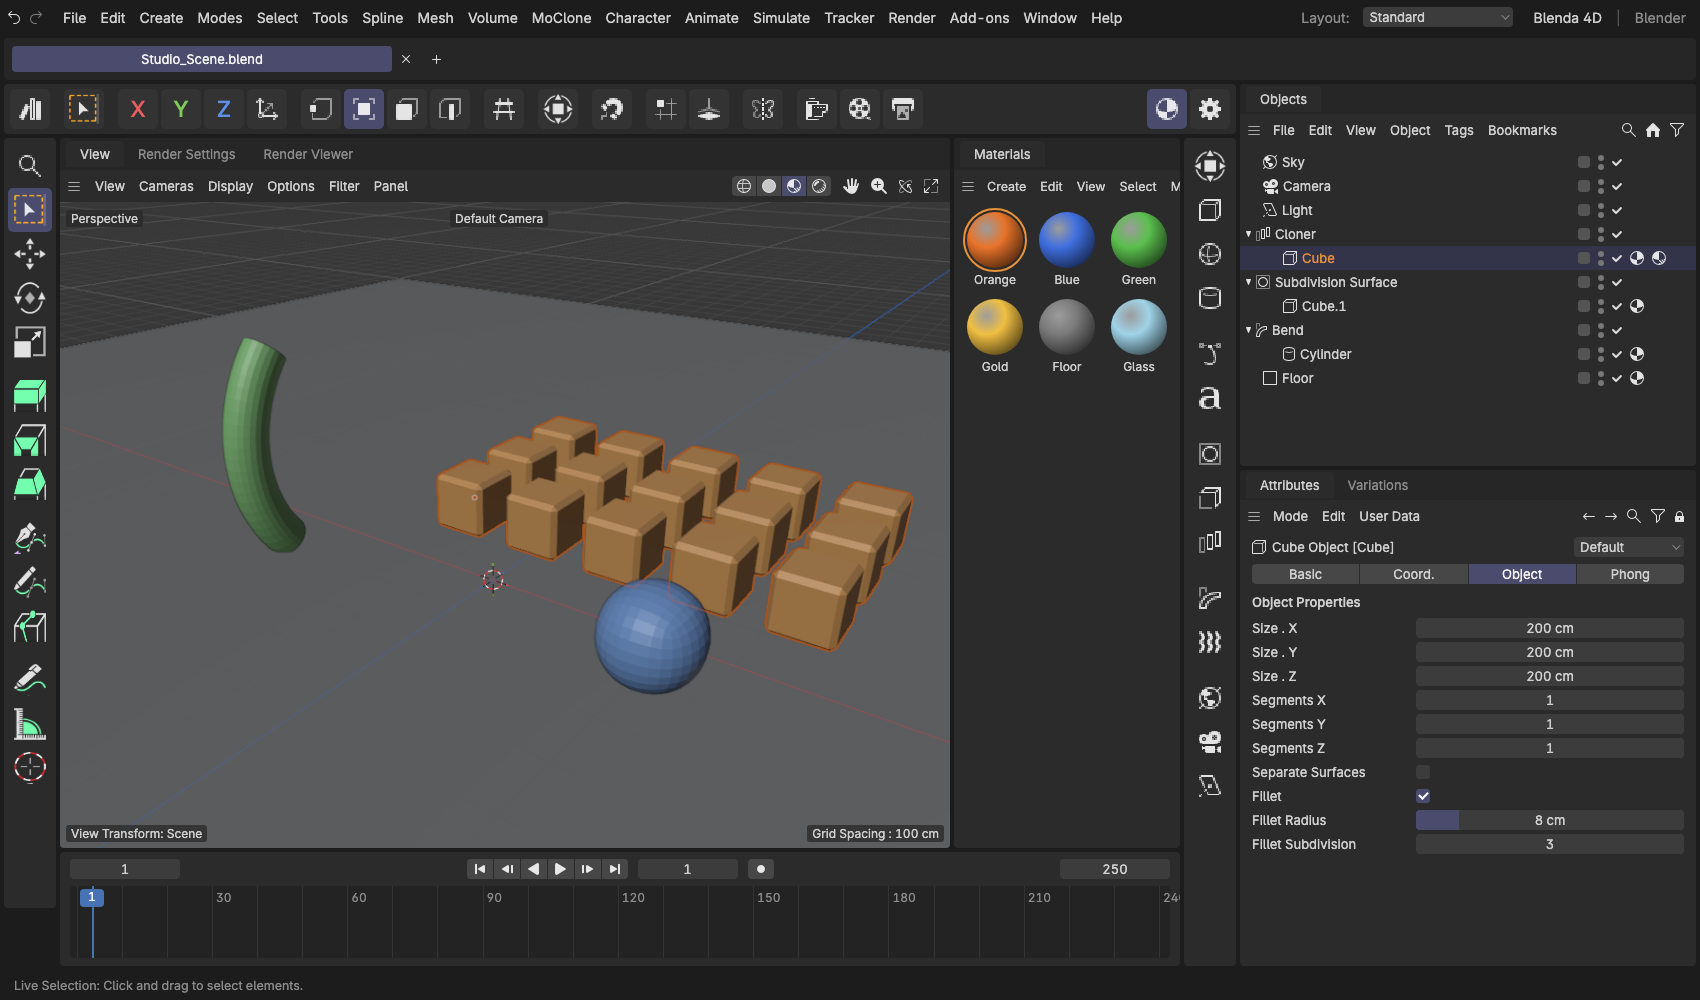 File Edit Create Modes Select Tools Spline Mesh Volume MoClone Character Animate Simulate Tracker Render Add-ons Window Help Layout: Standard Blenda 4D Blender
Studio_Scene.blend
X Y Z
Objects
File Edit View Object Tags Bookmarks
View Render Settings Render Viewer
View Cameras Display Options Filter Panel
Perspective Default Camera
View Transform: Scene Grid Spacing : 100 cm
Materials
Create Edit View Select M
Orange Blue Green
Gold Floor Glass
a
Sky
Camera
Light
Cloner
Cube
Subdivision Surface
Cube.1
Bend
Cylinder
Floor
Attributes Variations
Mode Edit User Data
Cube Object [Cube] Default
Basic Coord. Object Phong
Object Properties
Size . X 200 cm
Size . Y 200 cm
Size . Z 200 cm
Segments X 1
Segments Y 1
Segments Z 1
Separate Surfaces
Fillet
Fillet Radius 8 cm
Fillet Subdivision 3
1 1 250
1 30 60 90 120 150 180 210 240
Live Selection: Click and drag to select elements.